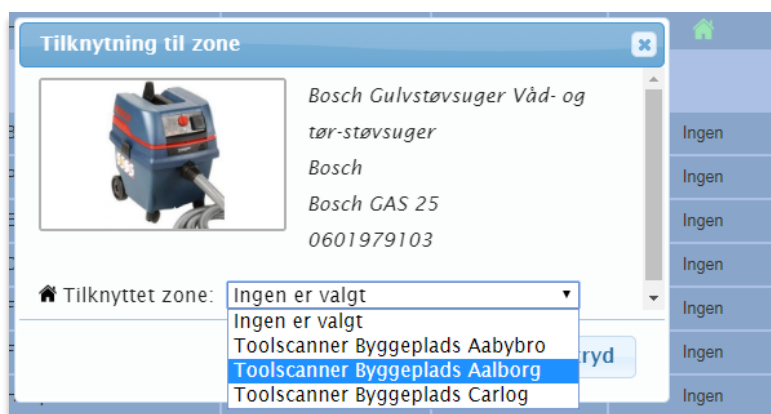 Tilknytning til zone
Bosch Gulvstøvsuger Våd- og
tør-støvsuger
Bosch
Bosch GAS 25
0601979103
Tilknyttet zone: Ingen er valgt
Ingen er valgt
Toolscanner Byggeplads Aabybro
Toolscanner Byggeplads Aalborg
Toolscanner Byggeplads Carlog
Ingen
Ingen
Ingen
Ingen
Ingen
Ingen
Ingen